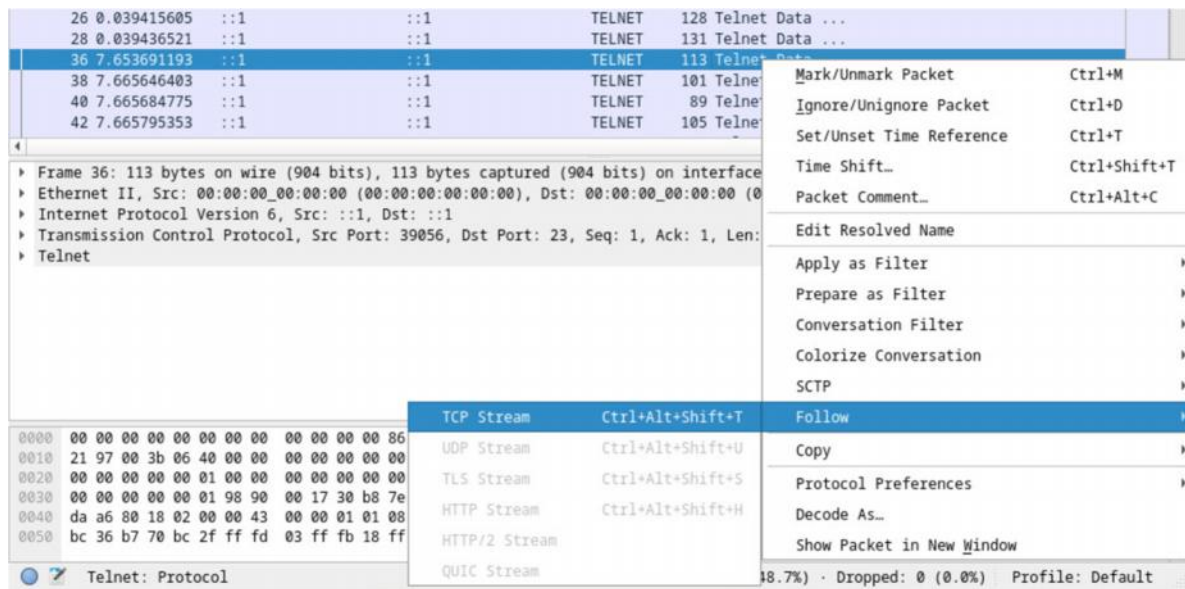 26 0.039415605 ::1 ::1 TELNET 128 Telnet Data ...
28 0.039436521 ::1 ::1 TELNET 131 Telnet Data ...
36 7.653691193 ::1 ::1 TELNET 113 Telnet Data
38 7.665646403 ::1 ::1 TELNET 101 Telne
40 7.665684775 ::1 ::1 TELNET 89 Telne
42 7.665795353 ::1 ::1 TELNET 105 Telne
Frame 36: 113 bytes on wire (904 bits), 113 bytes captured (904 bits) on interface
Ethernet II, Src: 00:00:00_00:00:00 (00:00:00:00:00:00), Dst: 00:00:00_00:00:00 (0
Internet Protocol Version 6, Src: ::1, Dst: ::1
Transmission Control Protocol, Src Port: 39056, Dst Port: 23, Seq: 1, Ack: 1, Len:
Telnet
0000 00 00 00 00 00 00 00 00 00 00 00 00 86
0010 21 97 00 3b 06 40 00 00 00 00 00 00 00
0020 00 00 00 00 00 01 00 00 00 00 00 00 00
0030 00 00 00 00 00 01 98 90 00 17 30 b8 7e
0040 da a6 80 18 02 00 00 43 00 00 01 01 08
0050 bc 36 b7 70 bc 2f ff fd 03 ff fb 18 ff
Mark/Unmark Packet Ctrl+M
Ignore/Unignore Packet Ctrl+D
Set/Unset Time Reference Ctrl+T
Time Shift… Ctrl+Shift+T
Packet Comment… Ctrl+Alt+C
Edit Resolved Name
Apply as Filter
Prepare as Filter
Conversation Filter
Colorize Conversation
SCTP
Follow
Copy
Protocol Preferences
Decode As…
Show Packet in New Window
TCP Stream Ctrl+Alt+Shift+T
UDP Stream Ctrl+Alt+Shift+U
TLS Stream Ctrl+Alt+Shift+S
HTTP Stream Ctrl+Alt+Shift+H
HTTP/2 Stream
QUIC Stream
Telnet: Protocol 48.7%) · Dropped: 0 (0.0%) Profile: Default